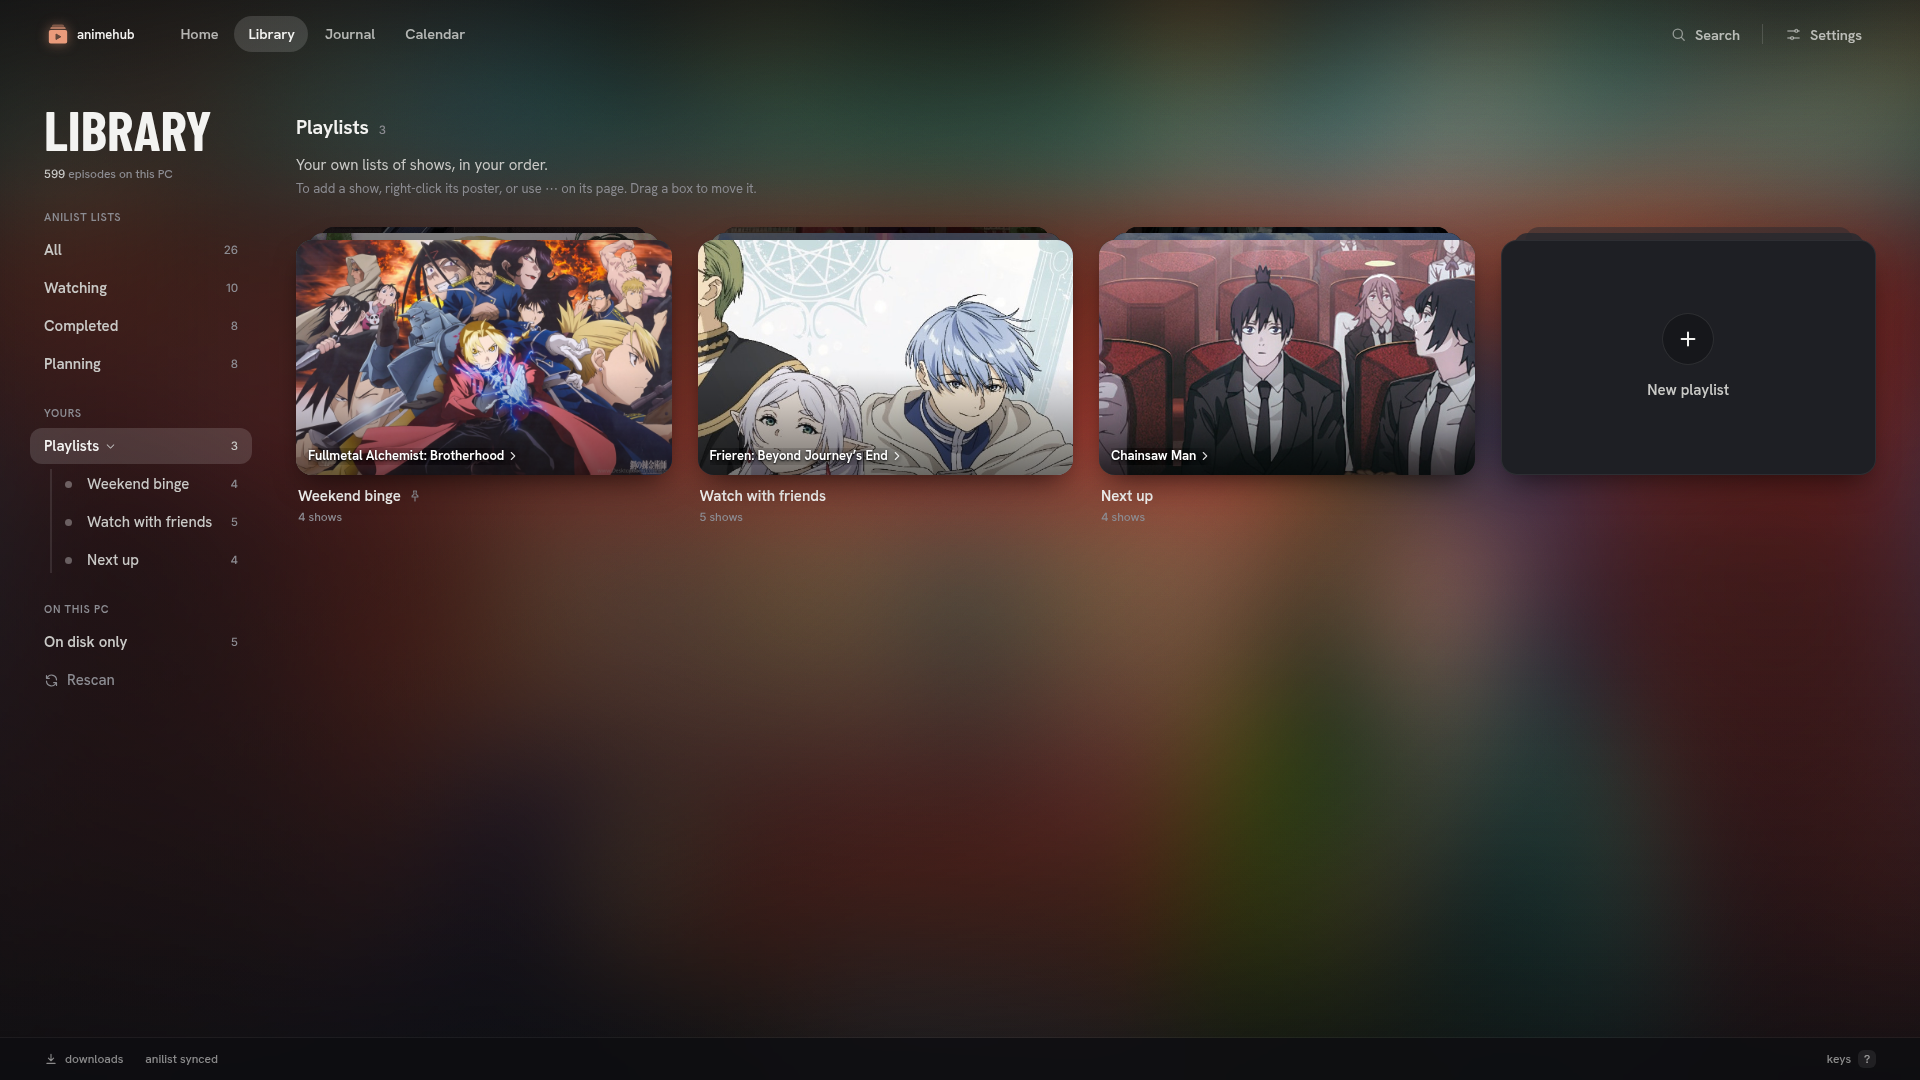 animehub
Home
Library
Journal
Calendar
Search
Settings
LIBRARY
599 episodes on this PC
ANILIST LISTS
All 26
Watching 10
Completed 8
Planning 8
YOURS
Playlists 3
Weekend binge 4
Watch with friends 5
Next up 4
ON THIS PC
On disk only 5
Rescan
Playlists 3
Your own lists of shows, in your order.
To add a show, right-click its poster, or use ··· on its page. Drag a box to move it.
Fullmetal Alchemist: Brotherhood
Weekend binge
4 shows
Frieren: Beyond Journey's End
Watch with friends
5 shows
Chainsaw Man
Next up
4 shows
New playlist
downloads
anilist synced
keys ?